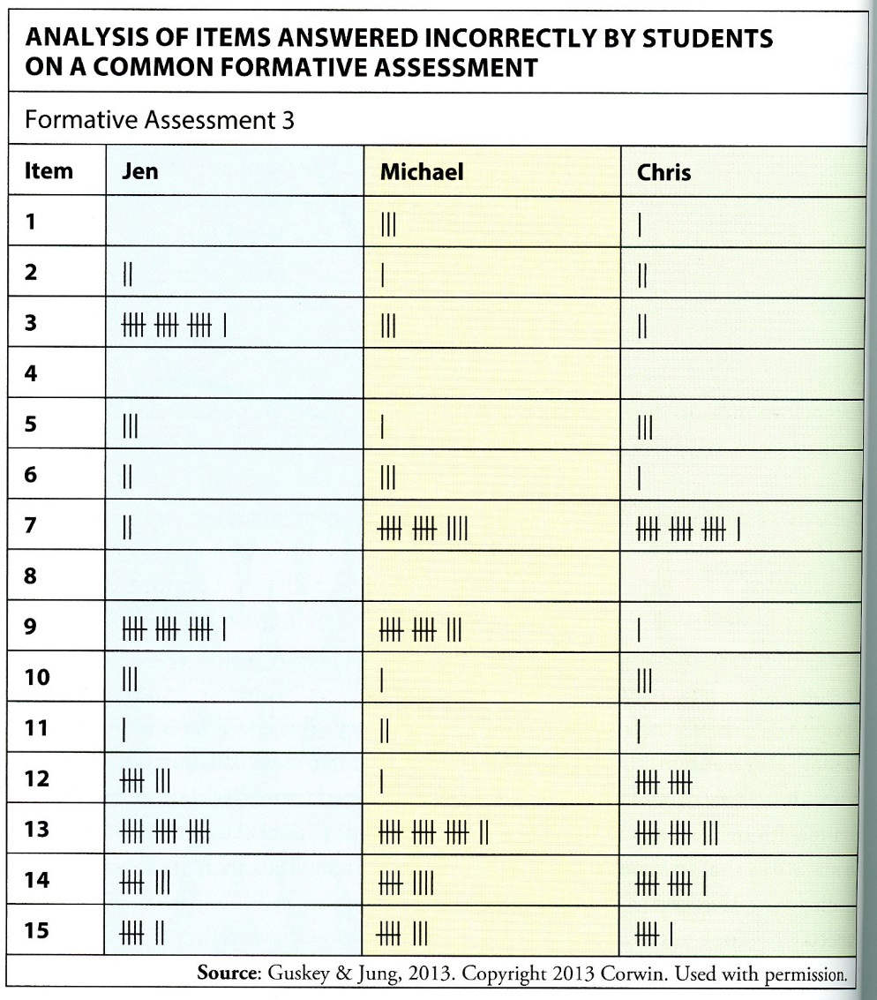 ANALYSIS OF ITEMS ANSWERED INCORRECTLY BY STUDENTS
ON A COMMON FORMATIVE ASSESSMENT
Formative Assessment 3
Item Jen Michael Chris
1 ||| |
2 || | ||
3 |||| |||| |||| | ||| ||
4
5 ||| | |||
6 || ||| |
7 || |||| |||| |||| |||| |||| |||| |
8
9 |||| |||| |||| | |||| |||| ||| |
10 ||| | |||
11 | || |
12 |||| ||| | |||| ||||
13 |||| |||| |||| |||| |||| |||| || |||| |||| |||
14 |||| ||| |||| |||| |||| |||| |
15 |||| || |||| ||| |||| |
Source: Guskey & Jung, 2013. Copyright 2013 Corwin. Used with permission.